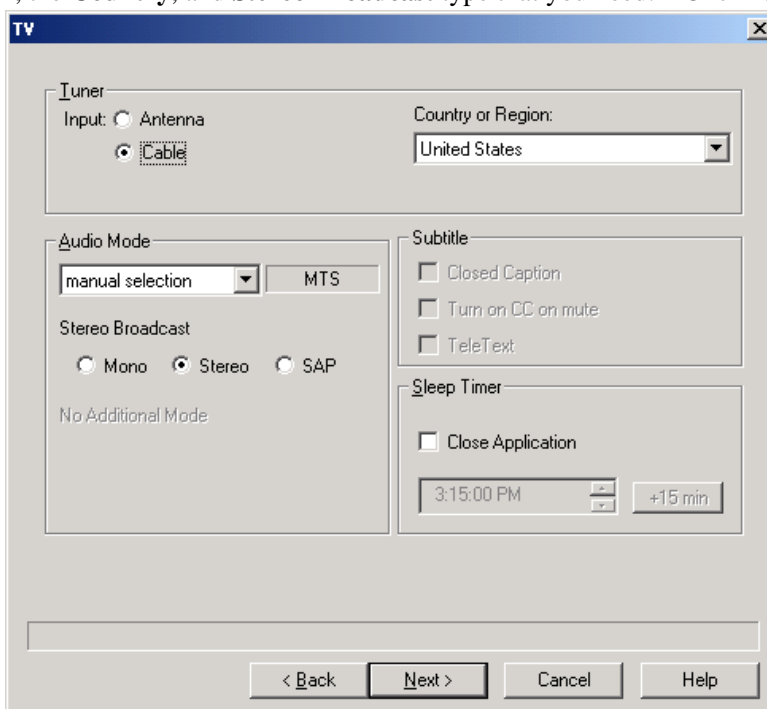 TV
Tuner
Input: Antenna
Cable
Country or Region:
United States
Audio Mode
manual selection MTS
Stereo Broadcast
Mono Stereo SAP
No Additional Mode
Subtitle
Closed Caption
Turn on CC on mute
TeleText
Sleep Timer
Close Application
3:15:00 PM +15 min
< Back Next > Cancel Help